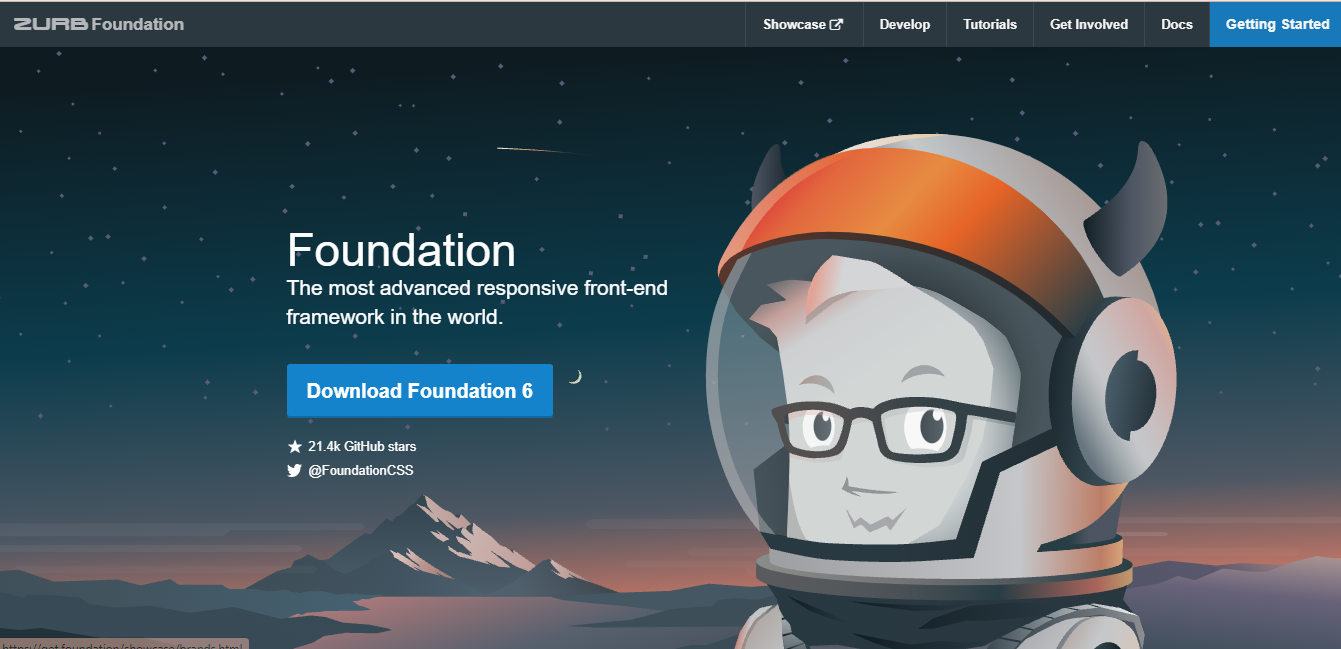 ZURB Foundation
Showcase
Develop
Tutorials
Get Involved
Docs
Getting Started
Foundation
The most advanced responsive front-end
framework in the world.
Download Foundation 6
21.4k GitHub stars
@FoundationCSS
https://get.foundation/showcase/brands.html